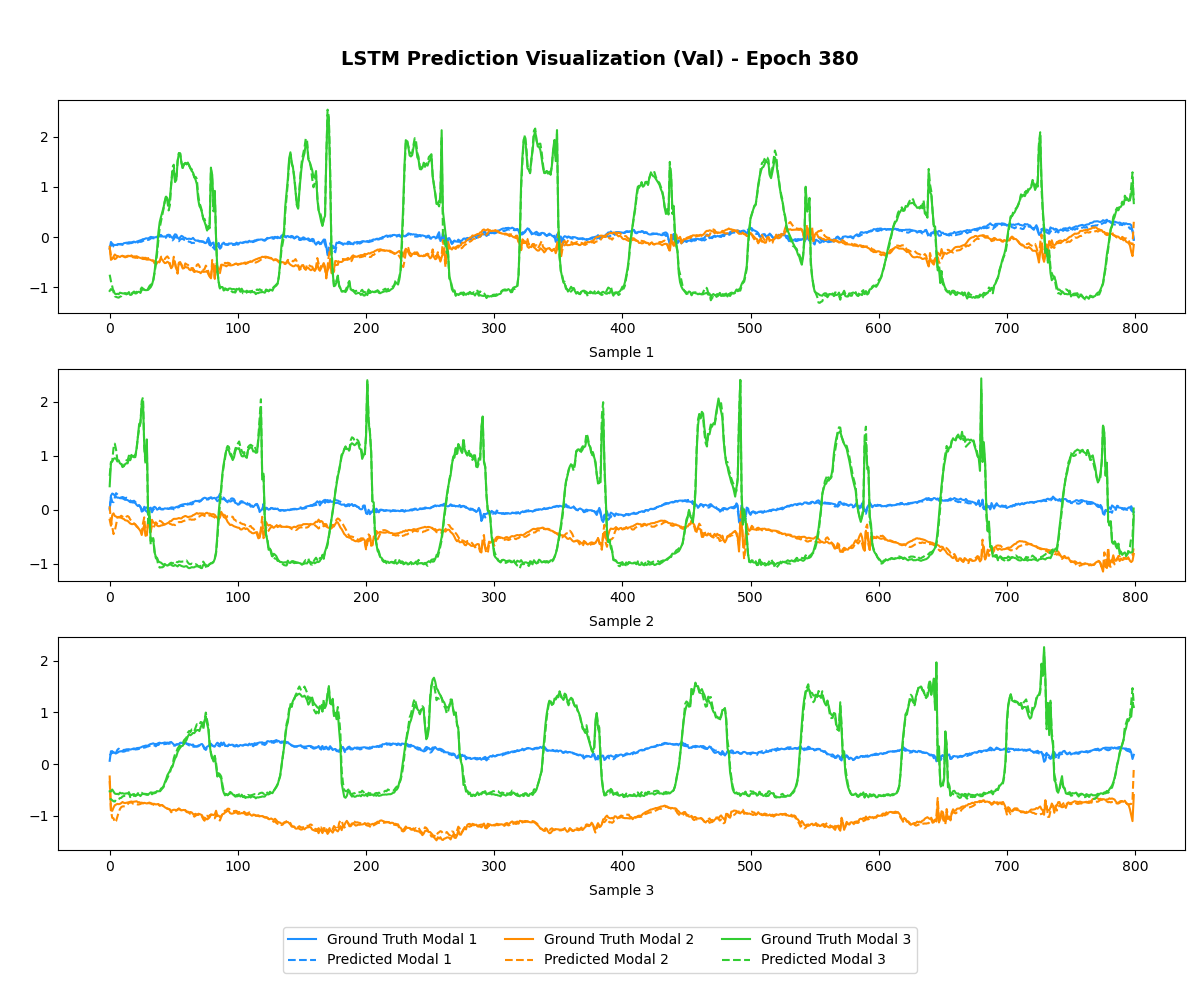 LSTM Prediction Visualization (Val) - Epoch 380
2
1
0
−1
0 100 200 300 400 500 600 700 800
Sample 1
2
1
0
−1
0 100 200 300 400 500 600 700 800
Sample 2
2
1
0
−1
0 100 200 300 400 500 600 700 800
Sample 3
Ground Truth Modal 1 Ground Truth Modal 2 Ground Truth Modal 3
Predicted Modal 1 Predicted Modal 2 Predicted Modal 3